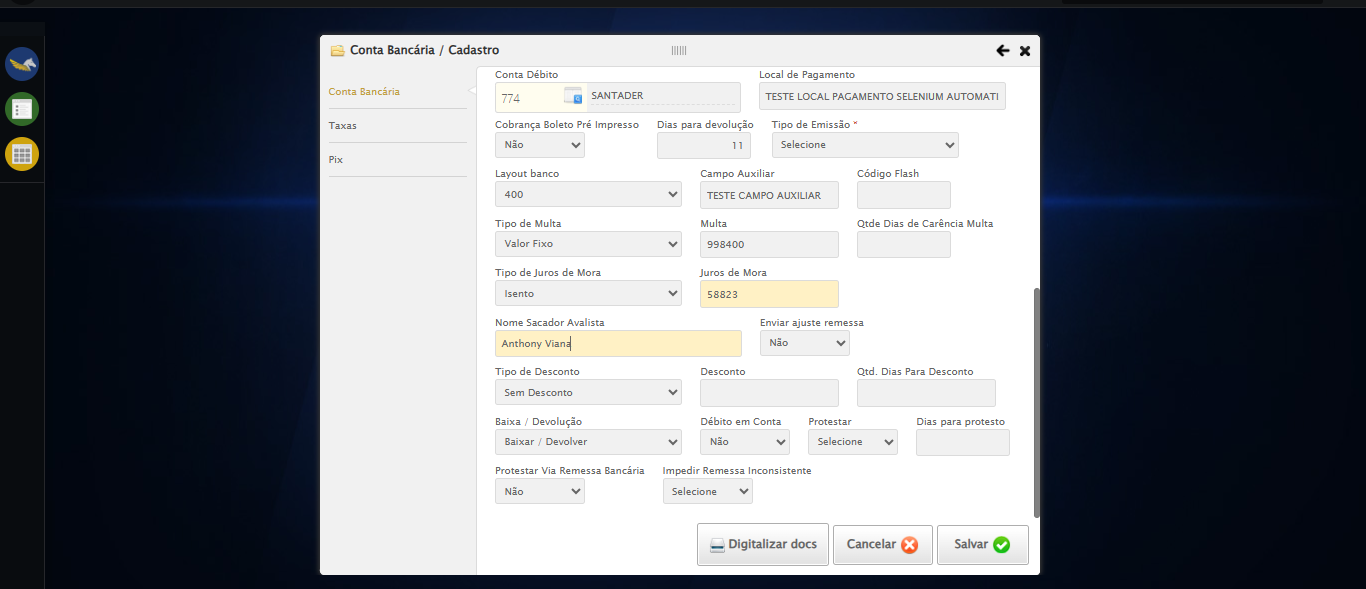 Conta Bancária / Cadastro
Conta Bancária
Taxas
Pix
Conta Débito Local de Pagamento
774 SANTADER TESTE LOCAL PAGAMENTO SELENIUM AUTOMATI
Cobrança Boleto Pré Impresso Dias para devolução Tipo de Emissão *
Não 11 Selecione
Layout banco Campo Auxiliar Código Flash
400 TESTE CAMPO AUXILIAR
Tipo de Multa Multa Qtde Dias de Carência Multa
Valor Fixo 998400
Tipo de Juros de Mora Juros de Mora
Isento 58823
Nome Sacador Avalista Enviar ajuste remessa
Anthony Viana Não
Tipo de Desconto Desconto Qtd. Dias Para Desconto
Sem Desconto
Baixa / Devolução Débito em Conta Protestar Dias para protesto
Baixar / Devolver Não Selecione
Protestar Via Remessa Bancária Impedir Remessa Inconsistente
Não Selecione
Digitalizar docs Cancelar Salvar